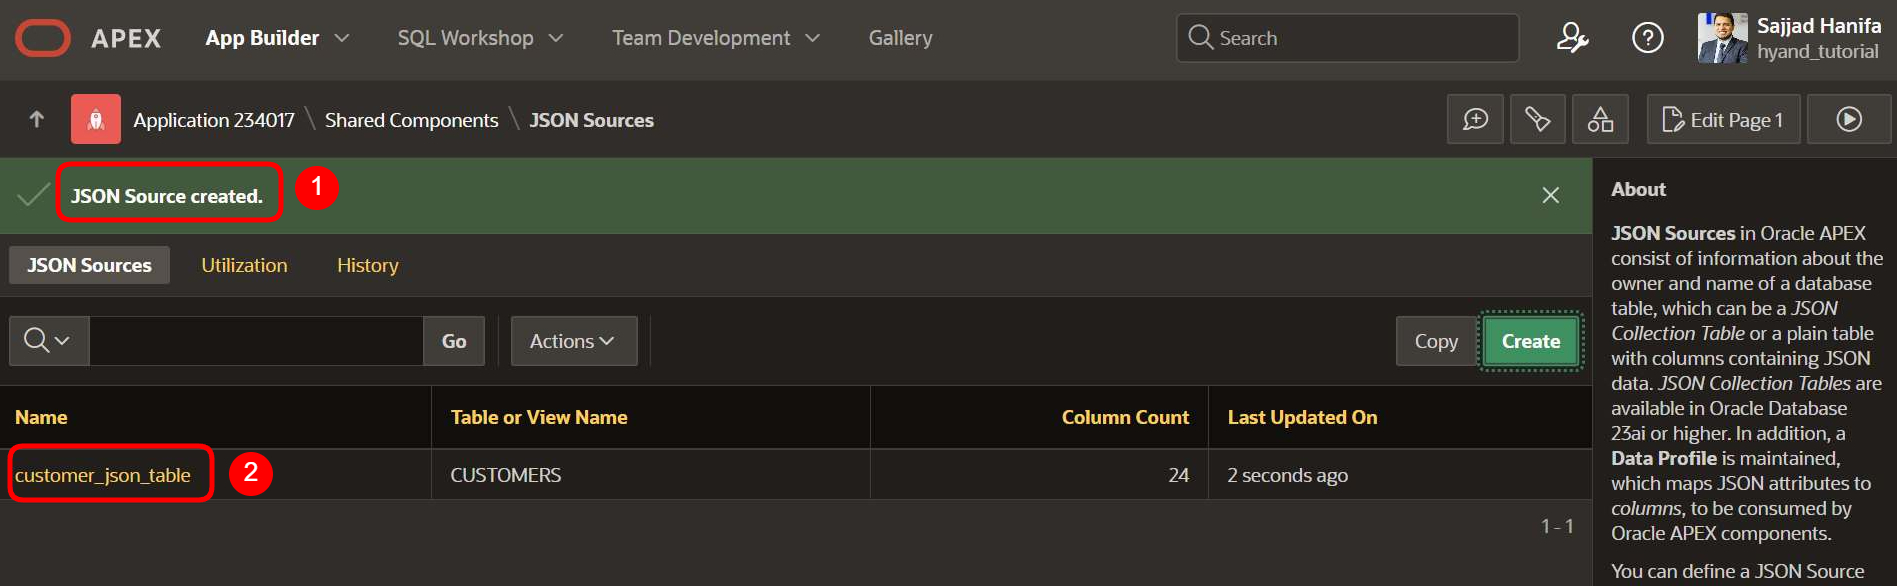 APEX App Builder SQL Workshop Team Development Gallery Search Sajjad Hanifa
hyand_tutorial
Application 234017 \ Shared Components \ JSON Sources Edit Page 1
JSON Source created. 1
JSON Sources Utilization History
Go Actions Copy Create
Name Table or View Name Column Count Last Updated On
customer_json_table 2 CUSTOMERS 24 2 seconds ago
1 - 1
About
JSON Sources in Oracle APEX
consist of information about the
owner and name of a database
table, which can be a JSON
Collection Table or a plain table
with columns containing JSON
data. JSON Collection Tables are
available in Oracle Database
23ai or higher. In addition, a
Data Profile is maintained,
which maps JSON attributes to
columns, to be consumed by
Oracle APEX components.
You can define a JSON Source